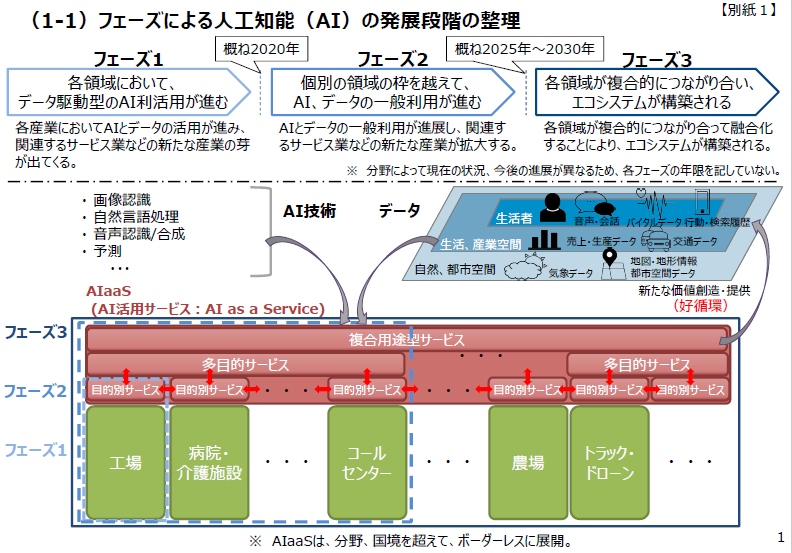 【別紙１】
（1-1）フェーズによる人工知能（AI）の発展段階の整理
フェーズ1
概ね2020年
フェーズ2
概ね2025年～2030年
フェーズ3
各領域において、
データ駆動型のAI利活用が進む
個別の領域の枠を越えて、
AI、データの一般利用が進む
各領域が複合的につながり合い、
エコシステムが構築される
各産業においてAIとデータの活用が進み、
関連するサービス業などの新たな産業の芽
が出てくる。
AIとデータの一般利用が進展し、関連す
るサービス業などの新たな産業が拡大する。
各領域が複合的につながり合って融合化
することにより、エコシステムが構築される。
※ 分野によって現在の状況、今後の進展が異なるため、各フェーズの年限を記していない。
・画像認識
・自然言語処理
・音声認識/合成
・予測
・・・
AI技術
データ
生活者
音声・会話
バイタルデータ
行動・検索履歴
生活、産業空間
売上・生産データ
交通データ
自然、都市空間
気象データ
地図・地形情報
都市空間データ
新たな価値創造・提供
（好循環）
AIaaS
（AI活用サービス：AI as a Service）
フェーズ3
複合用途型サービス
多目的サービス
・・・
多目的サービス
フェーズ2
目的別サービス
目的別サービス
・・・
目的別サービス
・・・
目的別サービス
目的別サービス
目的別サービス
フェーズ1
工場
病院・
介護施設
・・・
コール
センター
・・・
農場
トラック・
ドローン
・・・
※ AIaaSは、分野、国境を超えて、ボーダーレスに展開。
1